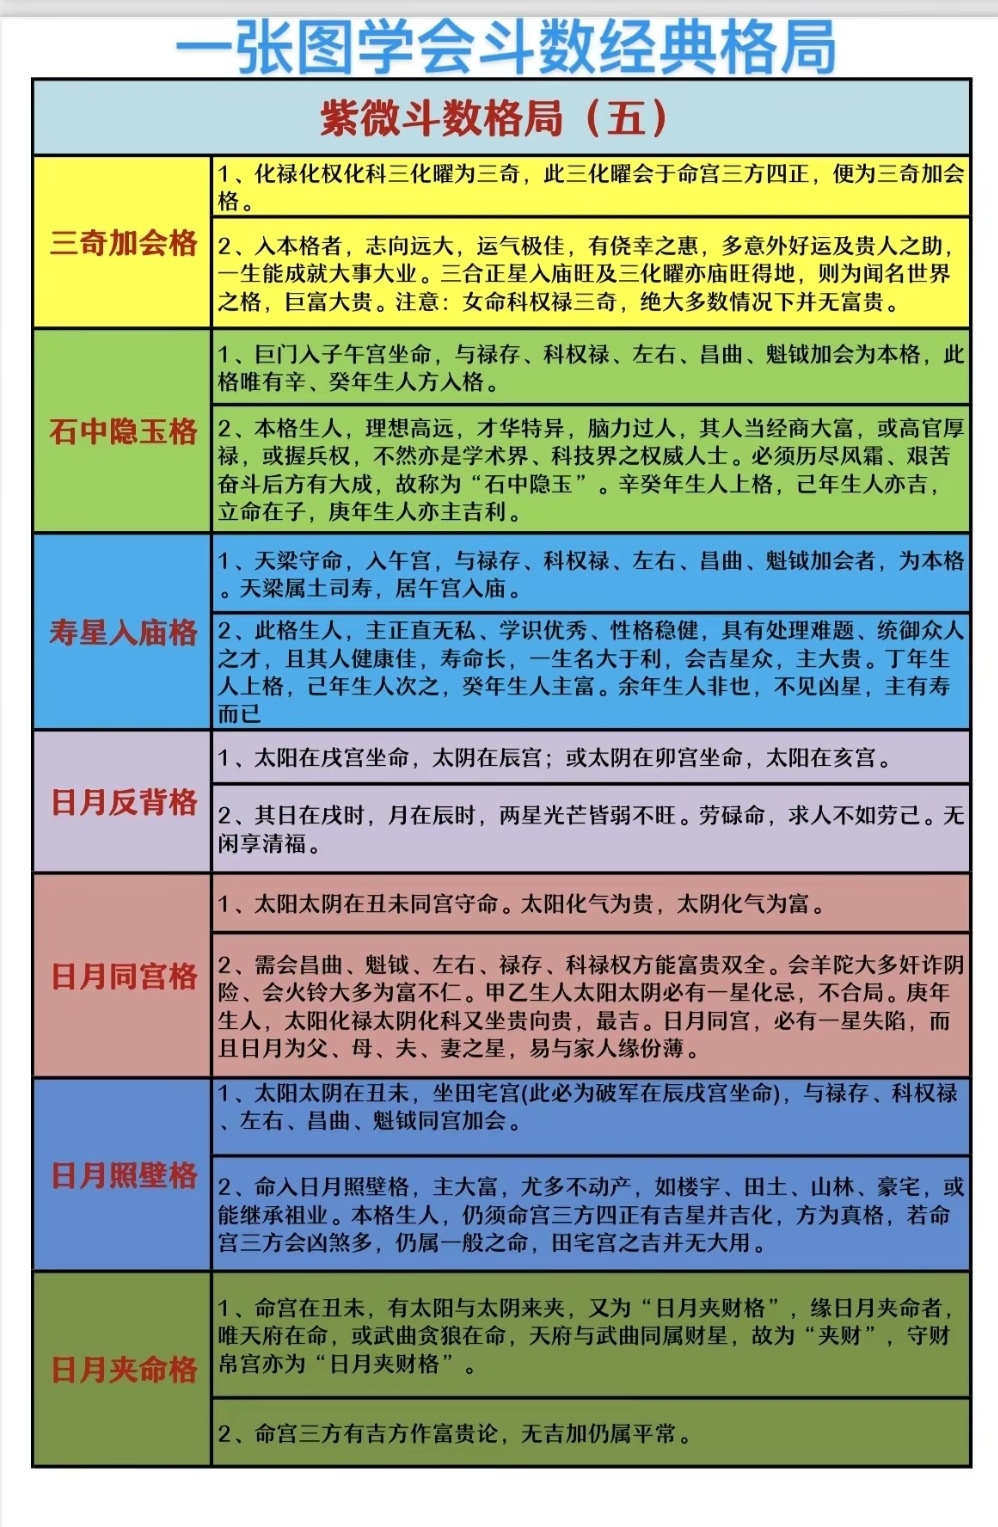 一张图学会斗数经典格局
紫微斗数格局（五）
三奇加会格
1、化禄化权化科三化曜为三奇，此三化曜会于命宫三方四正，便为三奇加会
格。
2、入本格者，志向远大，运气极佳，有侥幸之惠，多意外好运及贵人之助，
一生能成就大事大业。三合正星入庙旺及三化曜亦庙旺得地，则为闻名世界
之格，巨富大贵。注意：女命科权禄三奇，绝大多数情况下并无富贵。
石中隐玉格
1、巨门入子午宫坐命，与禄存、科权禄、左右、昌曲、魁钺加会为本格，此
格唯有辛、癸年生人方入格。
2、本格生人，理想高远，才华特异，脑力过人，其人当经商大富，或高官厚
禄，或握兵权，不然亦是学术界、科技界之权威人士。必须历尽风霜、艰苦
奋斗后方有大成，故称为“石中隐玉”。辛癸年生人上格，己年生人亦吉，
立命在子，庚年生人亦主吉利。
寿星入庙格
1、天梁守命，入午宫，与禄存、科权禄、左右、昌曲、魁钺加会者，为本格
。天梁属土司寿，居午宫入庙。
2、此格生人，主正直无私、学识优秀、性格稳健，具有处理难题、统御众人
之才，且其人健康佳，寿命长，一生名大于利，会吉星众，主大贵。丁年生
人上格，己年生人次之，癸年生人主富。余年生人非也，不见凶星，主有寿
而已
日月反背格
1、太阳在戌宫坐命，太阴在辰宫；或太阴在卯宫坐命，太阳在亥宫。
2、其日在戌时，月在辰时，两星光芒皆弱不旺。劳碌命，求人不如劳己。无
闲享清福。
日月同宫格
1、太阳太阴在丑未同宫守命。太阳化气为贵，太阴化气为富。
2、需会昌曲、魁钺、左右、禄存、科禄权方能富贵双全。会羊陀大多奸诈阴
险、会火铃大多为富不仁。甲乙生人太阳太阴必有一星化忌，不合局。庚年
生人，太阳化禄太阴化科又坐贵向贵，最吉。日月同宫，必有一星失陷，而
且日月为父、母、夫、妻之星，易与家人缘份薄。
日月照壁格
1、太阳太阴在丑未，坐田宅宫(此必为破军在辰戌宫坐命)，与禄存、科权禄
、左右、昌曲、魁钺同宫加会。
2、命入日月照壁格，主大富，尤多不动产，如楼宇、田土、山林、豪宅，或
能继承祖业。本格生人，仍须命宫三方四正有吉星并吉化，方为真格，若命
宫三方会凶煞多，仍属一般之命，田宅宫之吉并无大用。
日月夹命格
1、命宫在丑未，有太阳与太阴来夹，又为“日月夹财格”，缘日月夹命者，
唯天府在命，或武曲贪狼在命，天府与武曲同属财星，故为“夹财”，守财
帛宫亦为“日月夹财格”。
2、命宫三方有吉方作富贵论，无吉加仍属平常。